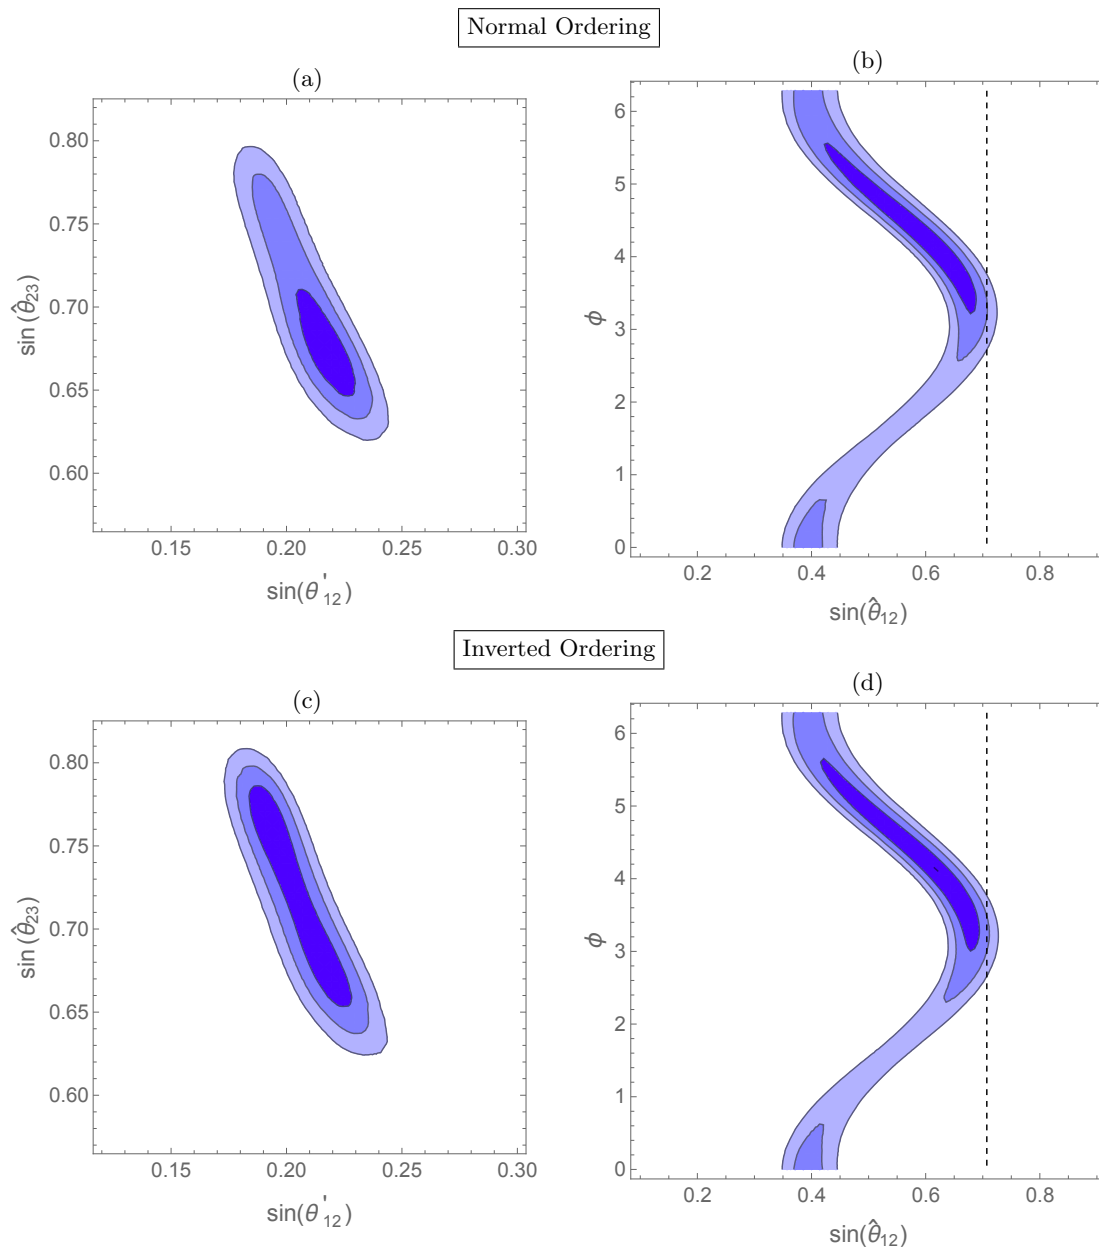 Normal Ordering
(a)
(b)
0.80
0.75
0.70
0.65
0.60
sin(θ̂23)
0.15 0.20 0.25 0.30
sin(θ'12)
6
5
4
3
2
1
0
ϕ
0.2 0.4 0.6 0.8
sin(θ̂12)
Inverted Ordering
(c)
(d)
0.80
0.75
0.70
0.65
0.60
sin(θ̂23)
0.15 0.20 0.25 0.30
sin(θ'12)
6
5
4
3
2
1
0
ϕ
0.2 0.4 0.6 0.8
sin(θ̂12)